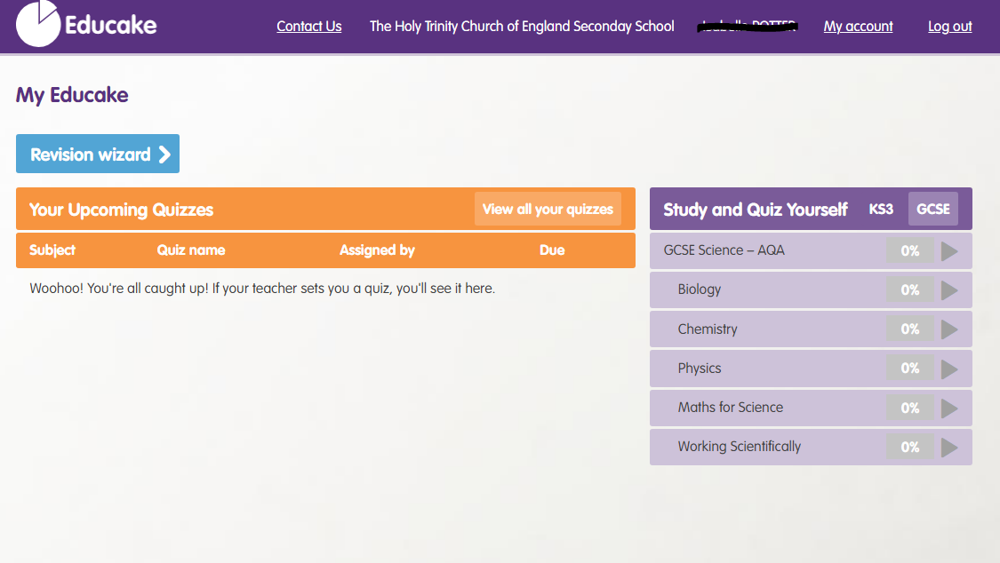 Educake
Contact Us
The Holy Trinity Church of England Seconday School
My account
Log out
My Educake
Revision wizard
Your Upcoming Quizzes
View all your quizzes
Subject
Quiz name
Assigned by
Due
Woohoo! You're all caught up! If your teacher sets you a quiz, you'll see it here.
Study and Quiz Yourself
KS3
GCSE
GCSE Science – AQA 0%
Biology 0%
Chemistry 0%
Physics 0%
Maths for Science 0%
Working Scientifically 0%